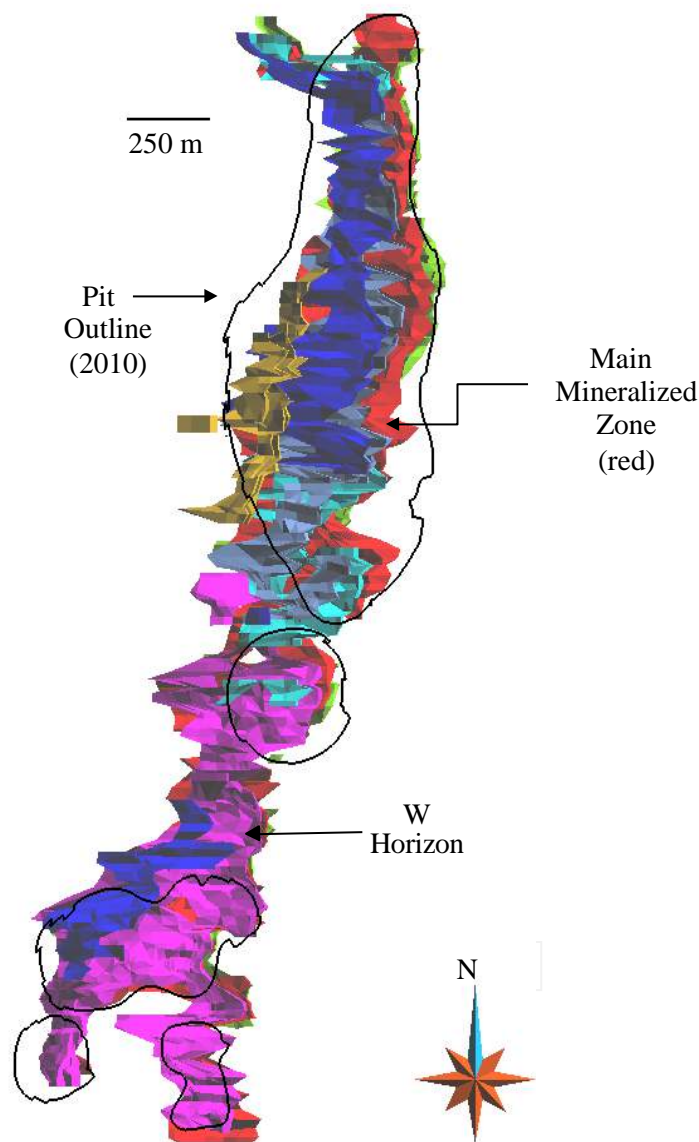 250 m
Pit
Outline
(2010)
Main
Mineralized
Zone
(red)
W
Horizon
N